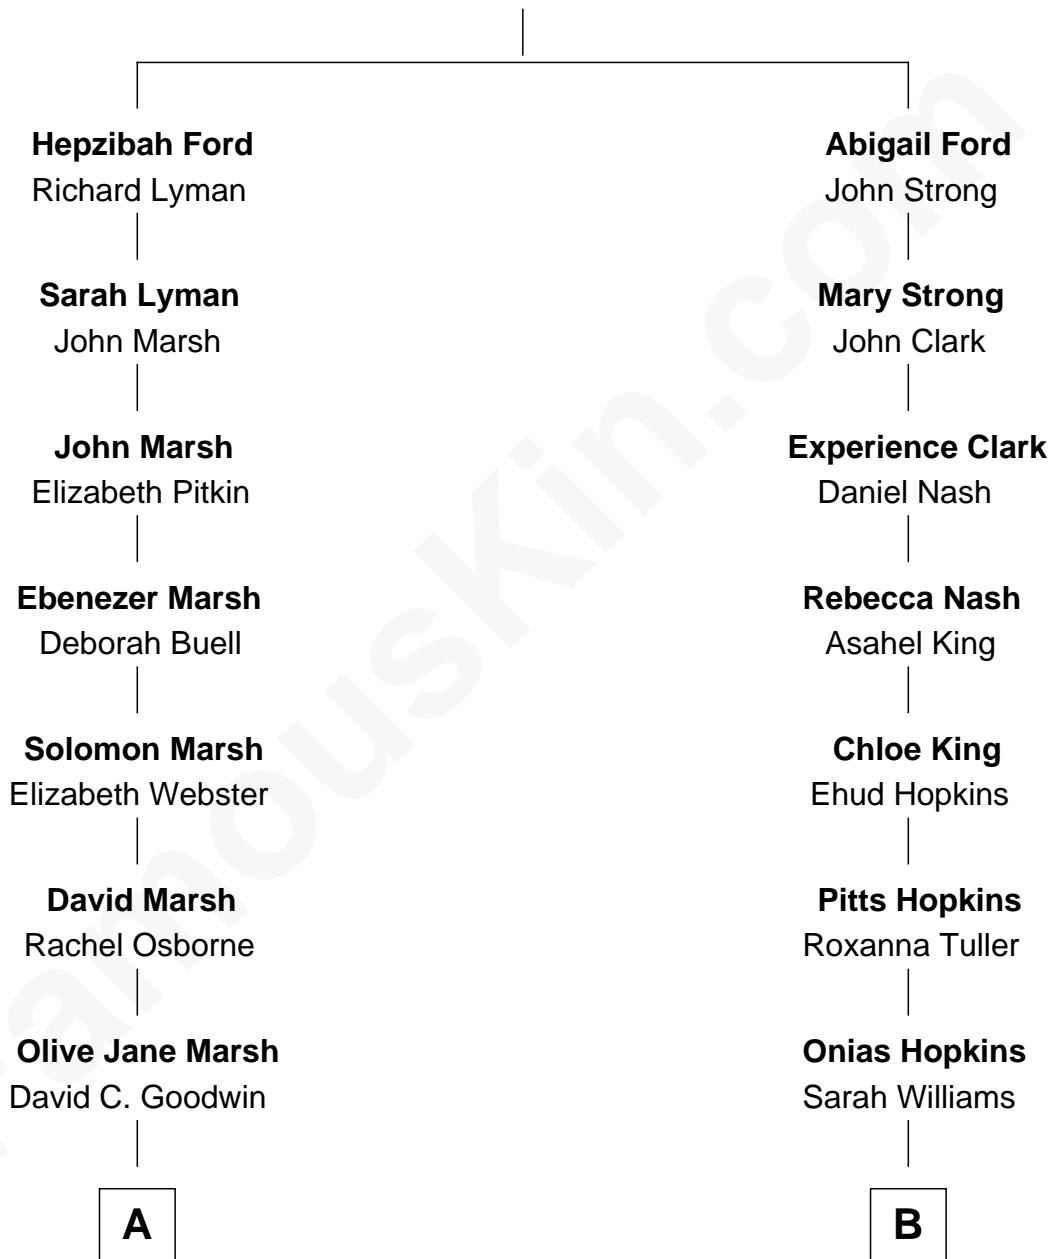 Hepzibah Ford
Richard Lyman
Sarah Lyman
John Marsh
John Marsh
Elizabeth Pitkin
Ebenezer Marsh
Deborah Buell
Solomon Marsh
Elizabeth Webster
David Marsh
Rachel Osborne
Olive Jane Marsh
David C. Goodwin
A
Abigail Ford
John Strong
Mary Strong
John Clark
Experience Clark
Daniel Nash
Rebecca Nash
Asahel King
Chloe King
Ehud Hopkins
Pitts Hopkins
Roxanna Tuller
Onias Hopkins
Sarah Williams
B
FamousKin.com